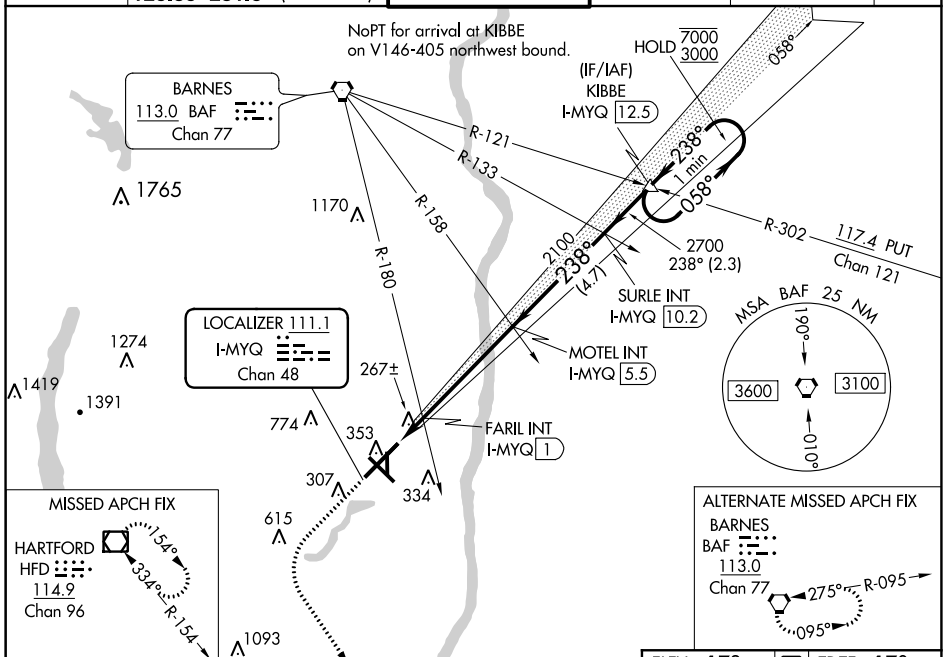 NoPT for arrival at KIBBE
on V146-405 northwest bound.
HOLD 7000
3000
058°
(IF/IAF)
KIBBE
I-MYQ 12.5
BARNES
113.0 BAF
Chan 77
R-121
R-133
R-158
R-180
238°
1 min
058°
1765
1170
2100
238°
(4.7)
2700
238° (2.3)
R-302
117.4 PUT
Chan 121
SURLE INT
I-MYQ 10.2
MSA BAF 25 NM
190°
3600
3100
010°
LOCALIZER 111.1
I-MYQ
Chan 48
MOTEL INT
I-MYQ 5.5
1274
1419
1391
267±
774
353
FARIL INT
I-MYQ 1
307
334
615
MISSED APCH FIX
HARTFORD
HFD
114.9
Chan 96
154°
334°
R-154
1093
ALTERNATE MISSED APCH FIX
BARNES
BAF
113.0
Chan 77
275°
R-095
095°